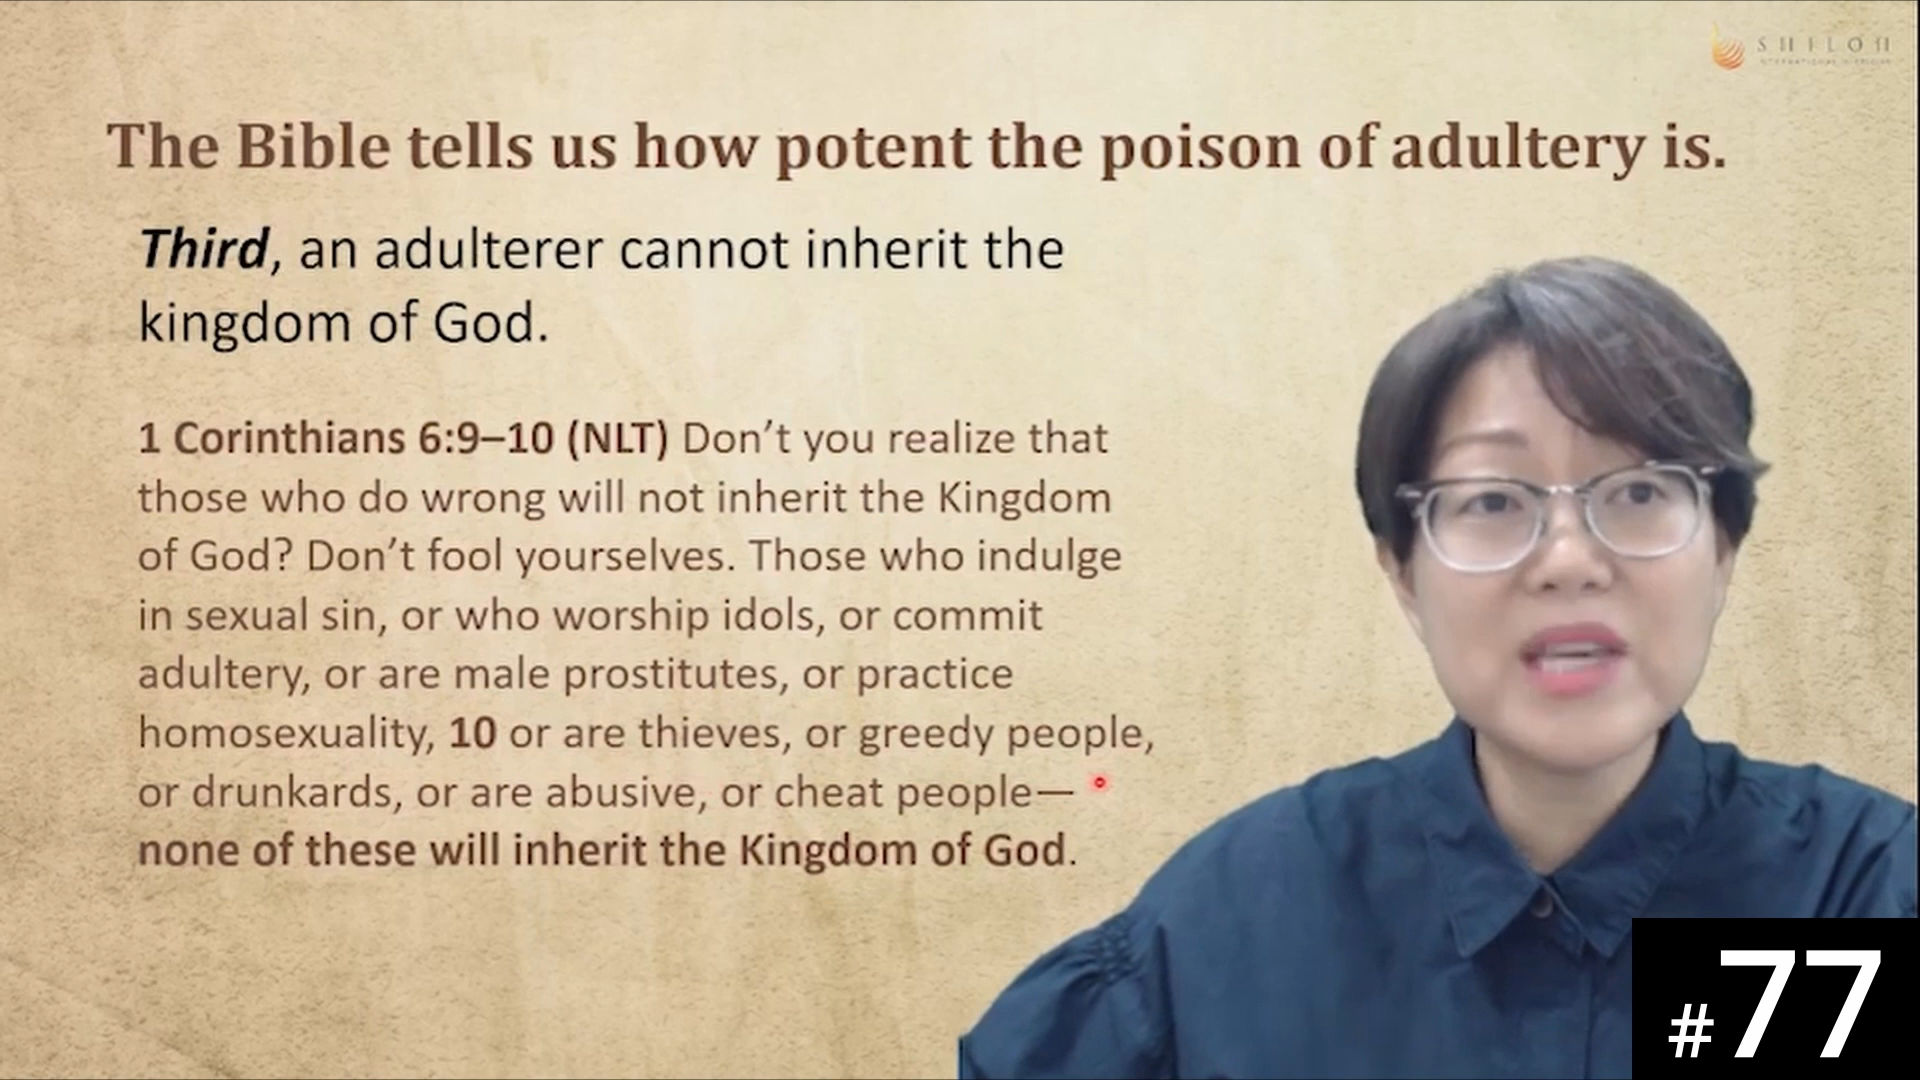 SHILOH
The Bible tells us how potent the poison of adultery is.
Third, an adulterer cannot inherit the
kingdom of God.
1 Corinthians 6:9–10 (NLT) Don’t you realize that
those who do wrong will not inherit the Kingdom
of God? Don’t fool yourselves. Those who indulge
in sexual sin, or who worship idols, or commit
adultery, or are male prostitutes, or practice
homosexuality, 10 or are thieves, or greedy people,
or drunkards, or are abusive, or cheat people—
none of these will inherit the Kingdom of God.
#77